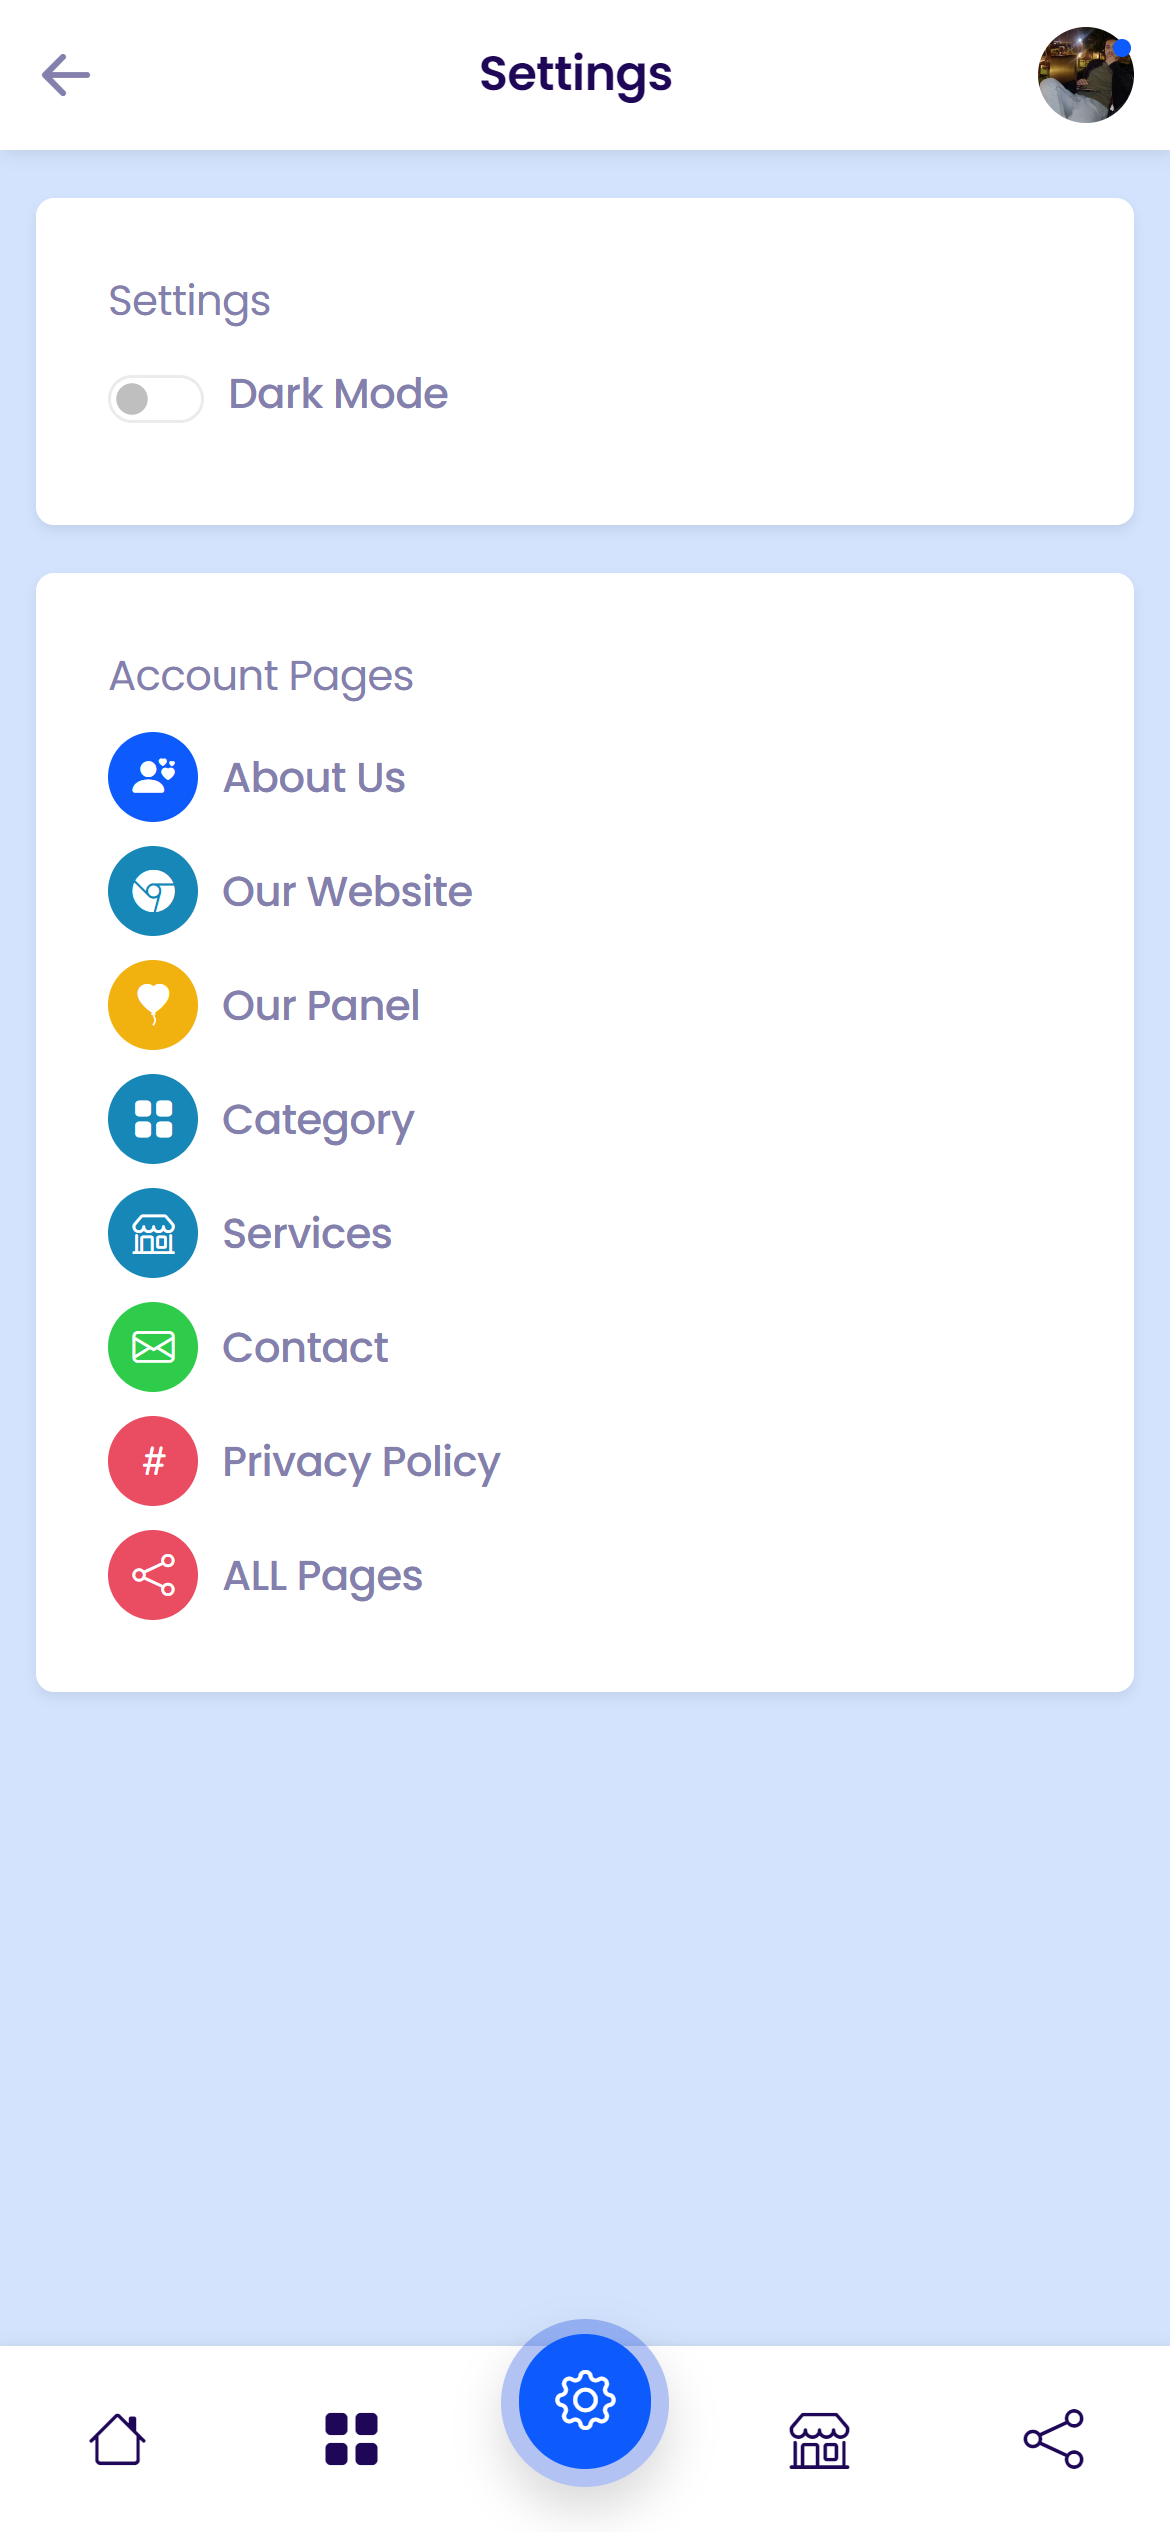 Settings
Settings
Dark Mode
Account Pages
About Us
Our Website
Our Panel
Category
Services
Contact
# Privacy Policy
ALL Pages